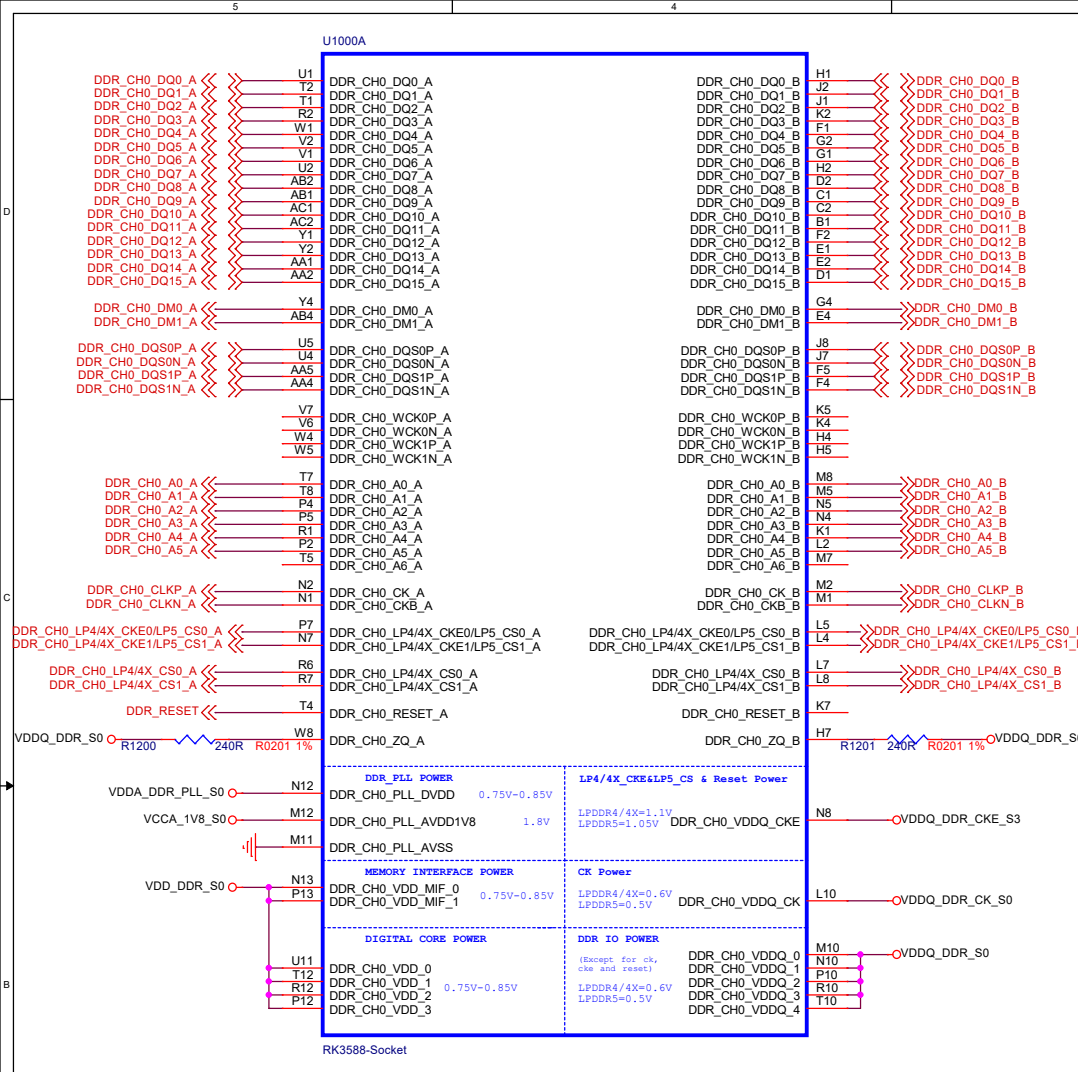 5 4
U1000A
DDR_CH0_DQ0_A U1 DDR_CH0_DQ0_A DDR_CH0_DQ0_B H1 DDR_CH0_DQ0_B
DDR_CH0_DQ1_A T2 DDR_CH0_DQ1_A DDR_CH0_DQ1_B J2 DDR_CH0_DQ1_B
DDR_CH0_DQ2_A T1 DDR_CH0_DQ2_A DDR_CH0_DQ2_B J1 DDR_CH0_DQ2_B
DDR_CH0_DQ3_A R2 DDR_CH0_DQ3_A DDR_CH0_DQ3_B K2 DDR_CH0_DQ3_B
DDR_CH0_DQ4_A W1 DDR_CH0_DQ4_A DDR_CH0_DQ4_B F1 DDR_CH0_DQ4_B
DDR_CH0_DQ5_A V2 DDR_CH0_DQ5_A DDR_CH0_DQ5_B G2 DDR_CH0_DQ5_B
DDR_CH0_DQ6_A V1 DDR_CH0_DQ6_A DDR_CH0_DQ6_B G1 DDR_CH0_DQ6_B
DDR_CH0_DQ7_A U2 DDR_CH0_DQ7_A DDR_CH0_DQ7_B H2 DDR_CH0_DQ7_B
DDR_CH0_DQ8_A AB2 DDR_CH0_DQ8_A DDR_CH0_DQ8_B D2 DDR_CH0_DQ8_B
DDR_CH0_DQ9_A AB1 DDR_CH0_DQ9_A DDR_CH0_DQ9_B C1 DDR_CH0_DQ9_B
D DDR_CH0_DQ10_A AC1 DDR_CH0_DQ10_A DDR_CH0_DQ10_B C2 DDR_CH0_DQ10_B
DDR_CH0_DQ11_A AC2 DDR_CH0_DQ11_A DDR_CH0_DQ11_B B1 DDR_CH0_DQ11_B
DDR_CH0_DQ12_A Y1 DDR_CH0_DQ12_A DDR_CH0_DQ12_B F2 DDR_CH0_DQ12_B
DDR_CH0_DQ13_A Y2 DDR_CH0_DQ13_A DDR_CH0_DQ13_B E1 DDR_CH0_DQ13_B
DDR_CH0_DQ14_A AA1 DDR_CH0_DQ14_A DDR_CH0_DQ14_B E2 DDR_CH0_DQ14_B
DDR_CH0_DQ15_A AA2 DDR_CH0_DQ15_A DDR_CH0_DQ15_B D1 DDR_CH0_DQ15_B
DDR_CH0_DM0_A Y4 DDR_CH0_DM0_A DDR_CH0_DM0_B G4 DDR_CH0_DM0_B
DDR_CH0_DM1_A AB4 DDR_CH0_DM1_A DDR_CH0_DM1_B E4 DDR_CH0_DM1_B
DDR_CH0_DQS0P_A U5 DDR_CH0_DQS0P_A DDR_CH0_DQS0P_B J8 DDR_CH0_DQS0P_B
DDR_CH0_DQS0N_A U4 DDR_CH0_DQS0N_A DDR_CH0_DQS0N_B J7 DDR_CH0_DQS0N_B
DDR_CH0_DQS1P_A AA5 DDR_CH0_DQS1P_A DDR_CH0_DQS1P_B F5 DDR_CH0_DQS1P_B
DDR_CH0_DQS1N_A AA4 DDR_CH0_DQS1N_A DDR_CH0_DQS1N_B F4 DDR_CH0_DQS1N_B
V7 DDR_CH0_WCK0P_A DDR_CH0_WCK0P_B K5
V6 DDR_CH0_WCK0N_A DDR_CH0_WCK0N_B K4
W4 DDR_CH0_WCK1P_A DDR_CH0_WCK1P_B H4
W5 DDR_CH0_WCK1N_A DDR_CH0_WCK1N_B H5
DDR_CH0_A0_A T7 DDR_CH0_A0_A DDR_CH0_A0_B M8 DDR_CH0_A0_B
DDR_CH0_A1_A T8 DDR_CH0_A1_A DDR_CH0_A1_B M5 DDR_CH0_A1_B
DDR_CH0_A2_A P4 DDR_CH0_A2_A DDR_CH0_A2_B N5 DDR_CH0_A2_B
DDR_CH0_A3_A P5 DDR_CH0_A3_A DDR_CH0_A3_B N4 DDR_CH0_A3_B
DDR_CH0_A4_A R1 DDR_CH0_A4_A DDR_CH0_A4_B K1 DDR_CH0_A4_B
DDR_CH0_A5_A P2 DDR_CH0_A5_A DDR_CH0_A5_B L2 DDR_CH0_A5_B
T5 DDR_CH0_A6_A DDR_CH0_A6_B M7
C DDR_CH0_CLKP_A N2 DDR_CH0_CK_A DDR_CH0_CK_B M2 DDR_CH0_CLKP_B
DDR_CH0_CLKN_A N1 DDR_CH0_CKB_A DDR_CH0_CKB_B M1 DDR_CH0_CLKN_B
DDR_CH0_LP4/4X_CKE0/LP5_CS0_A P7 DDR_CH0_LP4/4X_CKE0/LP5_CS0_A DDR_CH0_LP4/4X_CKE0/LP5_CS0_B L5 DDR_CH0_LP4/4X_CKE0/LP5_CS0_
DDR_CH0_LP4/4X_CKE1/LP5_CS1_A N7 DDR_CH0_LP4/4X_CKE1/LP5_CS1_A DDR_CH0_LP4/4X_CKE1/LP5_CS1_B L4 DDR_CH0_LP4/4X_CKE1/LP5_CS1_
DDR_CH0_LP4/4X_CS0_A R6 DDR_CH0_LP4/4X_CS0_A DDR_CH0_LP4/4X_CS0_B L7 DDR_CH0_LP4/4X_CS0_B
DDR_CH0_LP4/4X_CS1_A R7 DDR_CH0_LP4/4X_CS1_A DDR_CH0_LP4/4X_CS1_B L8 DDR_CH0_LP4/4X_CS1_B
DDR_RESET T4 DDR_CH0_RESET_A DDR_CH0_RESET_B K7
VDDQ_DDR_S0 R1200 240R R0201 1% W8 DDR_CH0_ZQ_A DDR_CH0_ZQ_B H7 R1201 240R R0201 1% VDDQ_DDR_S
DDR_PLL POWER LP4/4X_CKE&LP5_CS & Reset Power
VDDA_DDR_PLL_S0 N12 DDR_CH0_PLL_DVDD 0.75V-0.85V
LPDDR4/4X=1.1V
VCCA_1V8_S0 M12 DDR_CH0_PLL_AVDD1V8 1.8V LPDDR5=1.05V DDR_CH0_VDDQ_CKE N8 VDDQ_DDR_CKE_S3
M11 DDR_CH0_PLL_AVSS
MEMORY INTERFACE POWER CK Power
VDD_DDR_S0 N13 DDR_CH0_VDD_MIF_0 0.75V-0.85V LPDDR4/4X=0.6V
P13 DDR_CH0_VDD_MIF_1 LPDDR5=0.5V DDR_CH0_VDDQ_CK L10 VDDQ_DDR_CK_S0
DIGITAL CORE POWER DDR IO POWER
(Except for ck, DDR_CH0_VDDQ_0 M10 VDDQ_DDR_S0
U11 DDR_CH0_VDD_0 cke and reset) DDR_CH0_VDDQ_1 N10
B T12 DDR_CH0_VDD_1 0.75V-0.85V LPDDR4/4X=0.6V DDR_CH0_VDDQ_2 P10
R12 DDR_CH0_VDD_2 LPDDR5=0.5V DDR_CH0_VDDQ_3 R10
P12 DDR_CH0_VDD_3 DDR_CH0_VDDQ_4 T10
RK3588-Socket